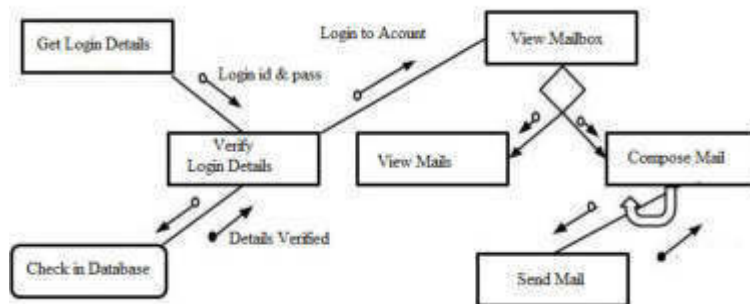 Get Login Details
Login to Acount
View Mailbox
Login id & pass
Verify
Login Details
View Mails
Compose Mail
Details Verified
Check in Database
Send Mail